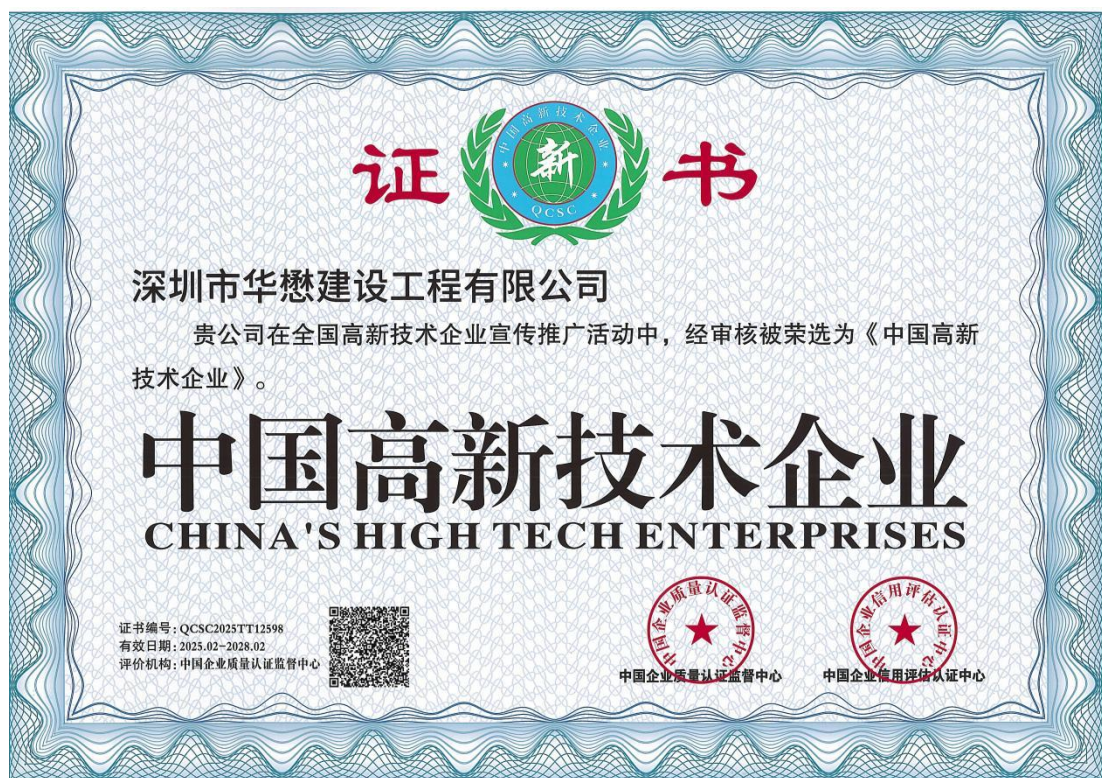 证书
中国高新技术企业
新
QCSC
深圳市华懋建设工程有限公司
贵公司在全国高新技术企业宣传推广活动中，经审核被荣选为《中国高新
技术企业》。
中国高新技术企业
CHINA'S HIGH TECH ENTERPRISES
证书编号：QCSC2025TT12598
有效日期：2025.02-2028.02
评价机构：中国企业质量认证监督中心
中国企业质量认证监督中心
中国企业质量认证监督中心
中国企业信用评估认证中心
中国企业信用评估认证中心